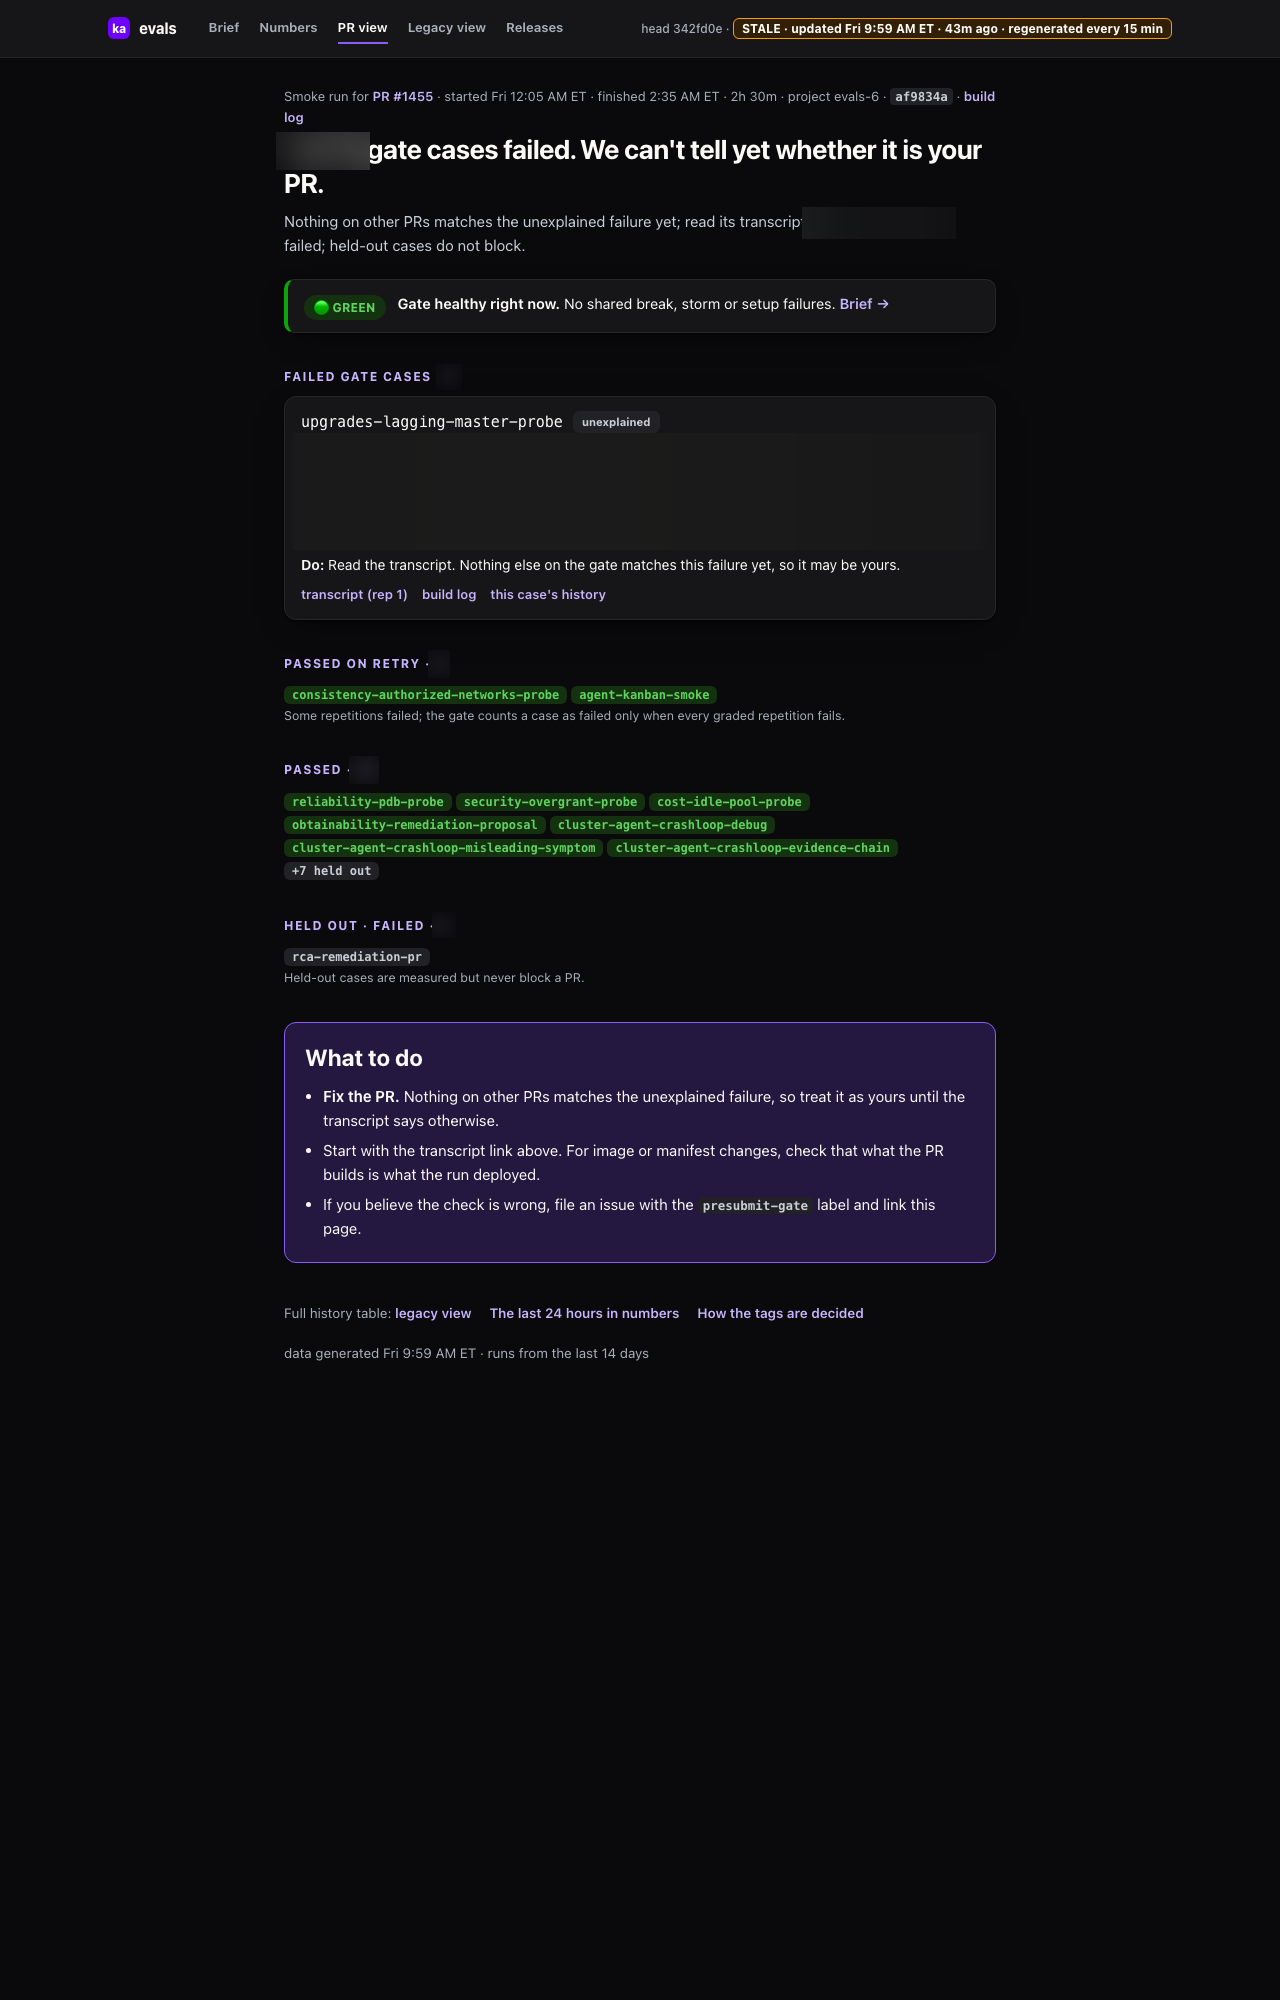 ka evals Brief Numbers PR view Legacy view Releases head 342fd0e · STALE · updated Fri 9:59 AM ET · 43m ago · regenerated every 15 min
Smoke run for PR #1455 · started Fri 12:05 AM ET · finished 2:35 AM ET · 2h 30m · project evals-6 · af9834a · build
log
gate cases failed. We can't tell yet whether it is your
PR.
Nothing on other PRs matches the unexplained failure yet; read its
failed; held-out cases do not block.
GREEN Gate healthy right now. No shared break, storm or setup failures. Brief →
FAILED GATE CASES
upgrades-lagging-master-probe unexplained
Do: Read the transcript. Nothing else on the gate matches this failure yet, so it may be yours.
transcript (rep 1) build log this case's history
PASSED ON RETRY ·
consistency-authorized-networks-probe agent-kanban-smoke
Some repetitions failed; the gate counts a case as failed only when every graded repetition fails.
PASSED ·
reliability-pdb-probe security-overgrant-probe cost-idle-pool-probe
obtainability-remediation-proposal cluster-agent-crashloop-debug
cluster-agent-crashloop-misleading-symptom cluster-agent-crashloop-evidence-chain
+7 held out
HELD OUT · FAILED ·
rca-remediation-pr
Held-out cases are measured but never block a PR.
What to do
• Fix the PR. Nothing on other PRs matches the unexplained failure, so treat it as yours until the
transcript says otherwise.
• Start with the transcript link above. For image or manifest changes, check that what the PR
builds is what the run deployed.
• If you believe the check is wrong, file an issue with the presubmit-gate label and link this
page.
Full history table: legacy view The last 24 hours in numbers How the tags are decided
data generated Fri 9:59 AM ET · runs from the last 14 days